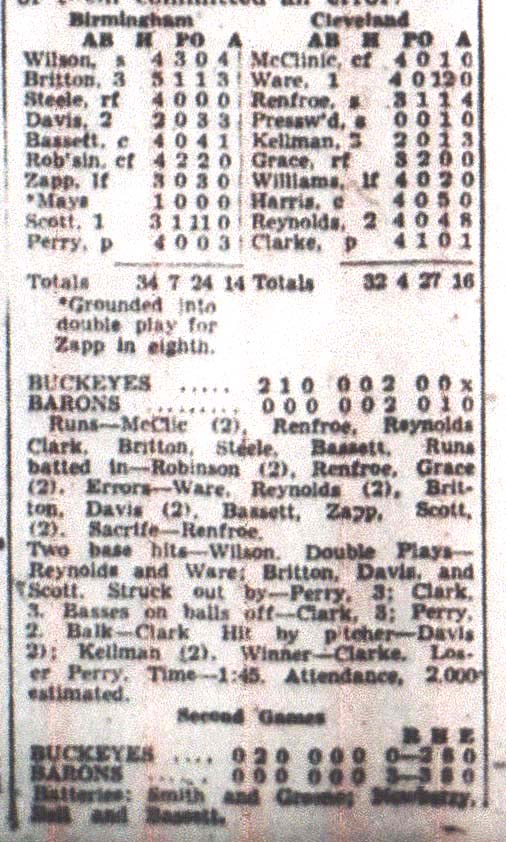 Birmingham Cleveland
AB H PO A AB H PO A
Wilson, s 4 3 0 4 McClinic, cf 4 0 1 0
Britton, 3 5 1 1 3 Ware, 1 4 0 12 0
Steele, rf 4 0 0 0 Renfroe, s 3 1 1 4
Davis, 2 2 0 3 3 Pressw'd, s 0 0 1 0
Bassett, c 4 0 4 1 Kellman, 3 2 0 1 3
Rob'sin, cf 4 2 2 0 Grace, rf 3 2 0 0
Zapp, lf 3 0 3 0 Williams, lf 4 0 2 0
*Mays 1 0 0 0 Harris, c 4 0 5 0
Scott, 1 3 1 11 0 Reynolds, 2 4 0 4 8
Perry, p 4 0 0 3 Clarke, p 4 1 0 1
Totals 34 7 24 14 Totals 32 4 27 16
*Grounded into
double play for
Zapp in eighth.
BUCKEYES ..... 2 1 0 0 0 2 0 0 x
BARONS ......... 0 0 0 0 0 2 0 1 0
Runs—McClic (2), Renfroe, Reynolds
Clark, Britton, Steele, Bassett. Runs
batted in—Robinson (2), Renfroe, Grace
(2). Errors—Ware, Reynolds (2), Brit-
ton, Davis (2), Bassett, Zapp, Scott,
(2). Sacrife—Renfroe.
Two base hits—Wilson. Double Plays—
Reynolds and Ware; Britton, Davis, and
Scott. Struck out by—Perry, 3; Clark,
3. Basses on balls off—Clark, 3; Perry,
2. Balk—Clark Hit by pitcher—Davis
2); Kellman (2). Winner—Clarke. Los-
er Perry. Time—1:45. Attendance, 2,000
estimated.
Second Games
R H E
BUCKEYES .... 0 2 0 0 0 0 0—2 8 0
BARONS ..... 0 0 0 0 0 0 3—3 8 0
Batteries: Smith and Greene; Newberry,
Bell and Bassett.